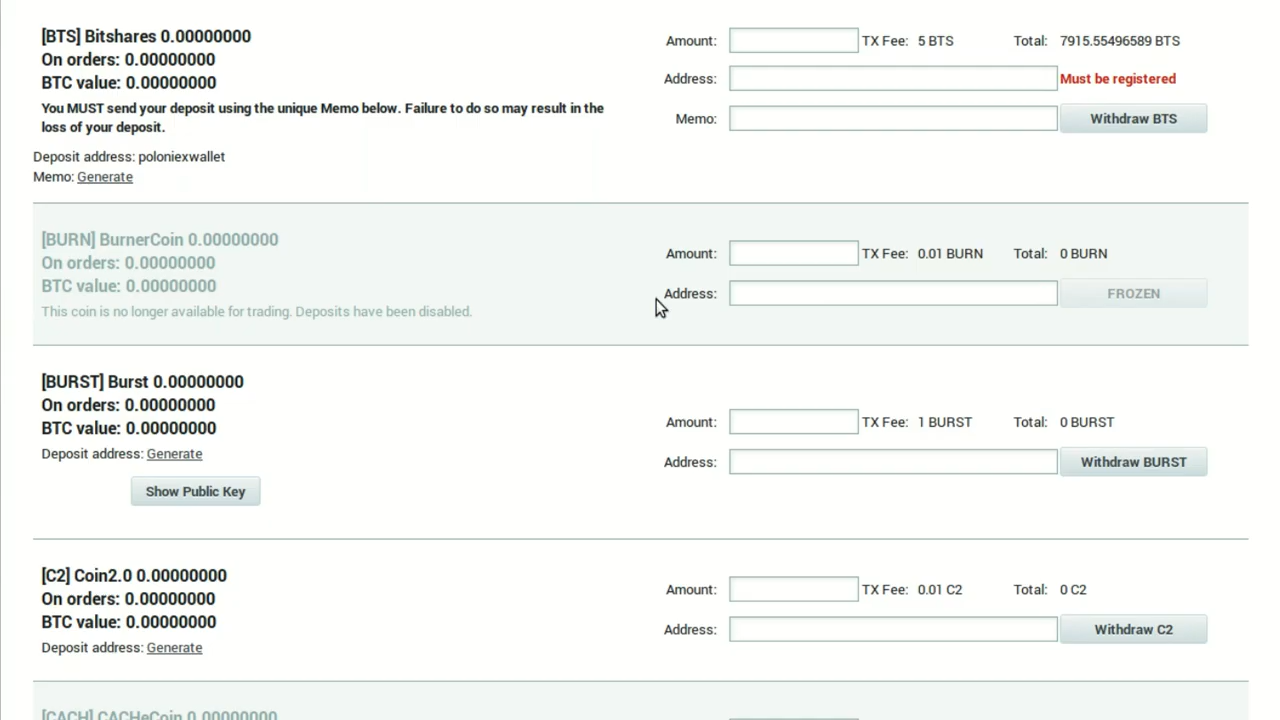 [BTS] Bitshares 0.00000000
On orders: 0.00000000
BTC value: 0.00000000
You MUST send your deposit using the unique Memo below. Failure to do so may result in the
loss of your deposit.
Deposit address: poloniexwallet
Memo: Generate
Amount: TX Fee: 5 BTS Total: 7915.55496589 BTS
Address: Must be registered
Memo: Withdraw BTS
[BURN] BurnerCoin 0.00000000
On orders: 0.00000000
BTC value: 0.00000000
This coin is no longer available for trading. Deposits have been disabled.
Amount: TX Fee: 0.01 BURN Total: 0 BURN
Address: FROZEN
[BURST] Burst 0.00000000
On orders: 0.00000000
BTC value: 0.00000000
Deposit address: Generate
Show Public Key
Amount: TX Fee: 1 BURST Total: 0 BURST
Address: Withdraw BURST
[C2] Coin2.0 0.00000000
On orders: 0.00000000
BTC value: 0.00000000
Deposit address: Generate
Amount: TX Fee: 0.01 C2 Total: 0 C2
Address: Withdraw C2
[CACH] CACHeCoin 0.00000000